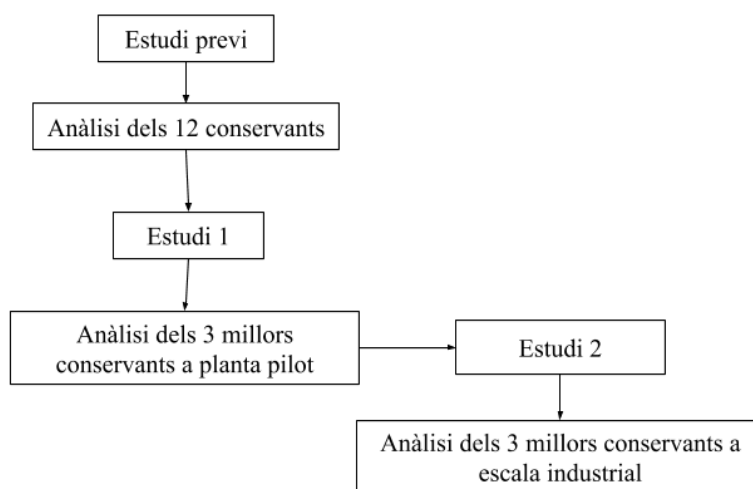 Estudi previ
Anàlisi dels 12 conservants
Estudi 1
Anàlisi dels 3 millors
conservants a planta pilot
Estudi 2
Anàlisi dels 3 millors conservants a
escala industrial